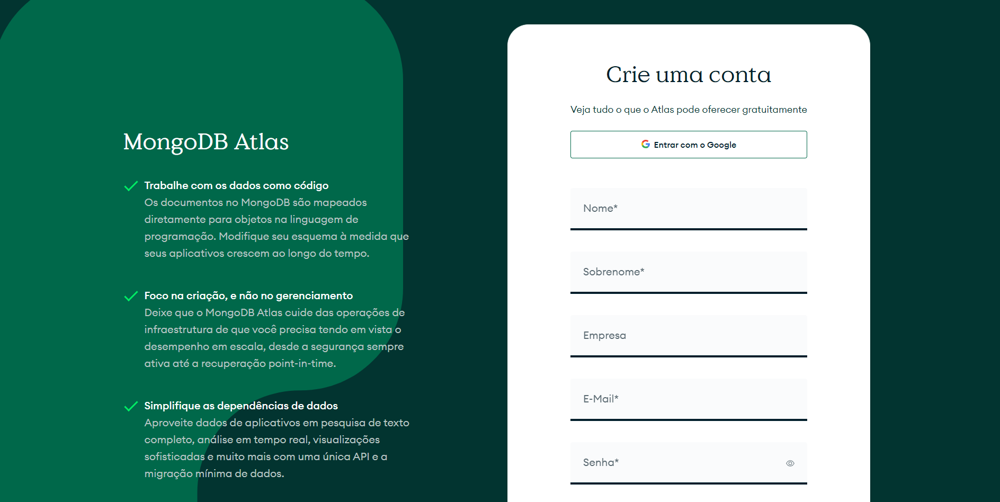 MongoDB Atlas
Trabalhe com os dados como código
Os documentos no MongoDB são mapeados
diretamente para objetos na linguagem de
programação. Modifique seu esquema à medida que
seus aplicativos crescem ao longo do tempo.
Foco na criação, e não no gerenciamento
Deixe que o MongoDB Atlas cuide das operações de
infraestrutura de que você precisa tendo em vista o
desempenho em escala, desde a segurança sempre
ativa até a recuperação point-in-time.
Simplifique as dependências de dados
Aproveite dados de aplicativos em pesquisa de texto
completo, análise em tempo real, visualizações
sofisticadas e muito mais com uma única API e a
migração mínima de dados.
Crie uma conta
Veja tudo o que o Atlas pode oferecer gratuitamente
Entrar com o Google
Nome*
Sobrenome*
Empresa
E-Mail*
Senha*